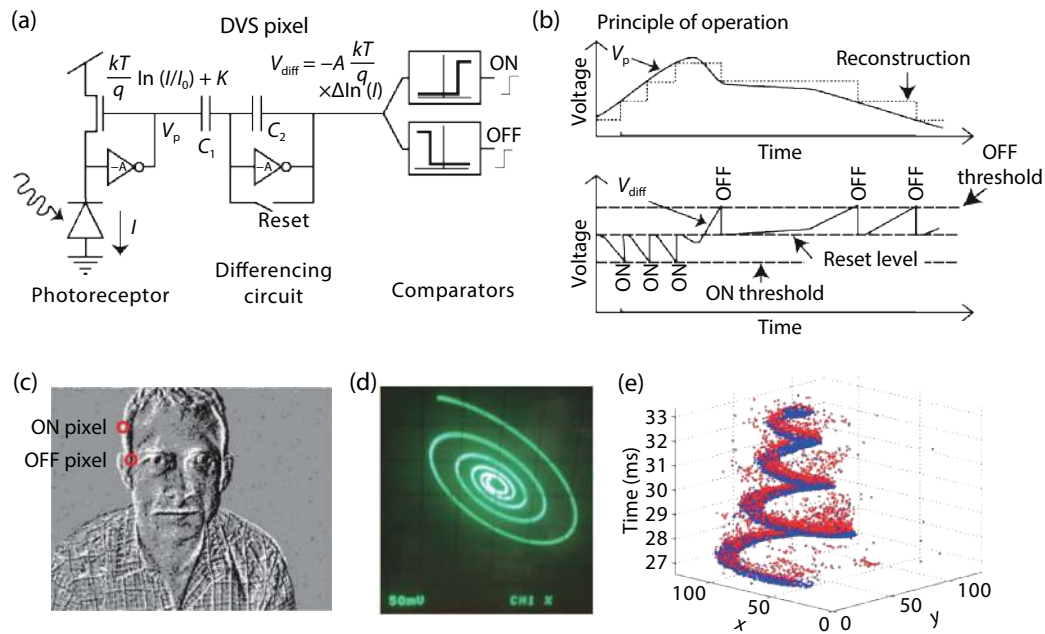 (a)
DVS pixel
kT/q ln (I/I0) + K
Vdiff = −A kT/q
×Δln (I)
ON
OFF
Vp
C1
C2
−A
−A
Reset
I
Photoreceptor
Differencing
circuit
Comparators
(b)
Principle of operation
Voltage
Vp
Reconstruction
Time
Voltage
Vdiff
OFF
OFF
OFF
OFF
threshold
ON
ON
ON
Reset level
ON threshold
Time
(c)
ON pixel
OFF pixel
(d)
50mV
CH1 X
(e)
Time (ms)
33
32
31
30
29
28
27
100
50
0
x
0
50
100
y